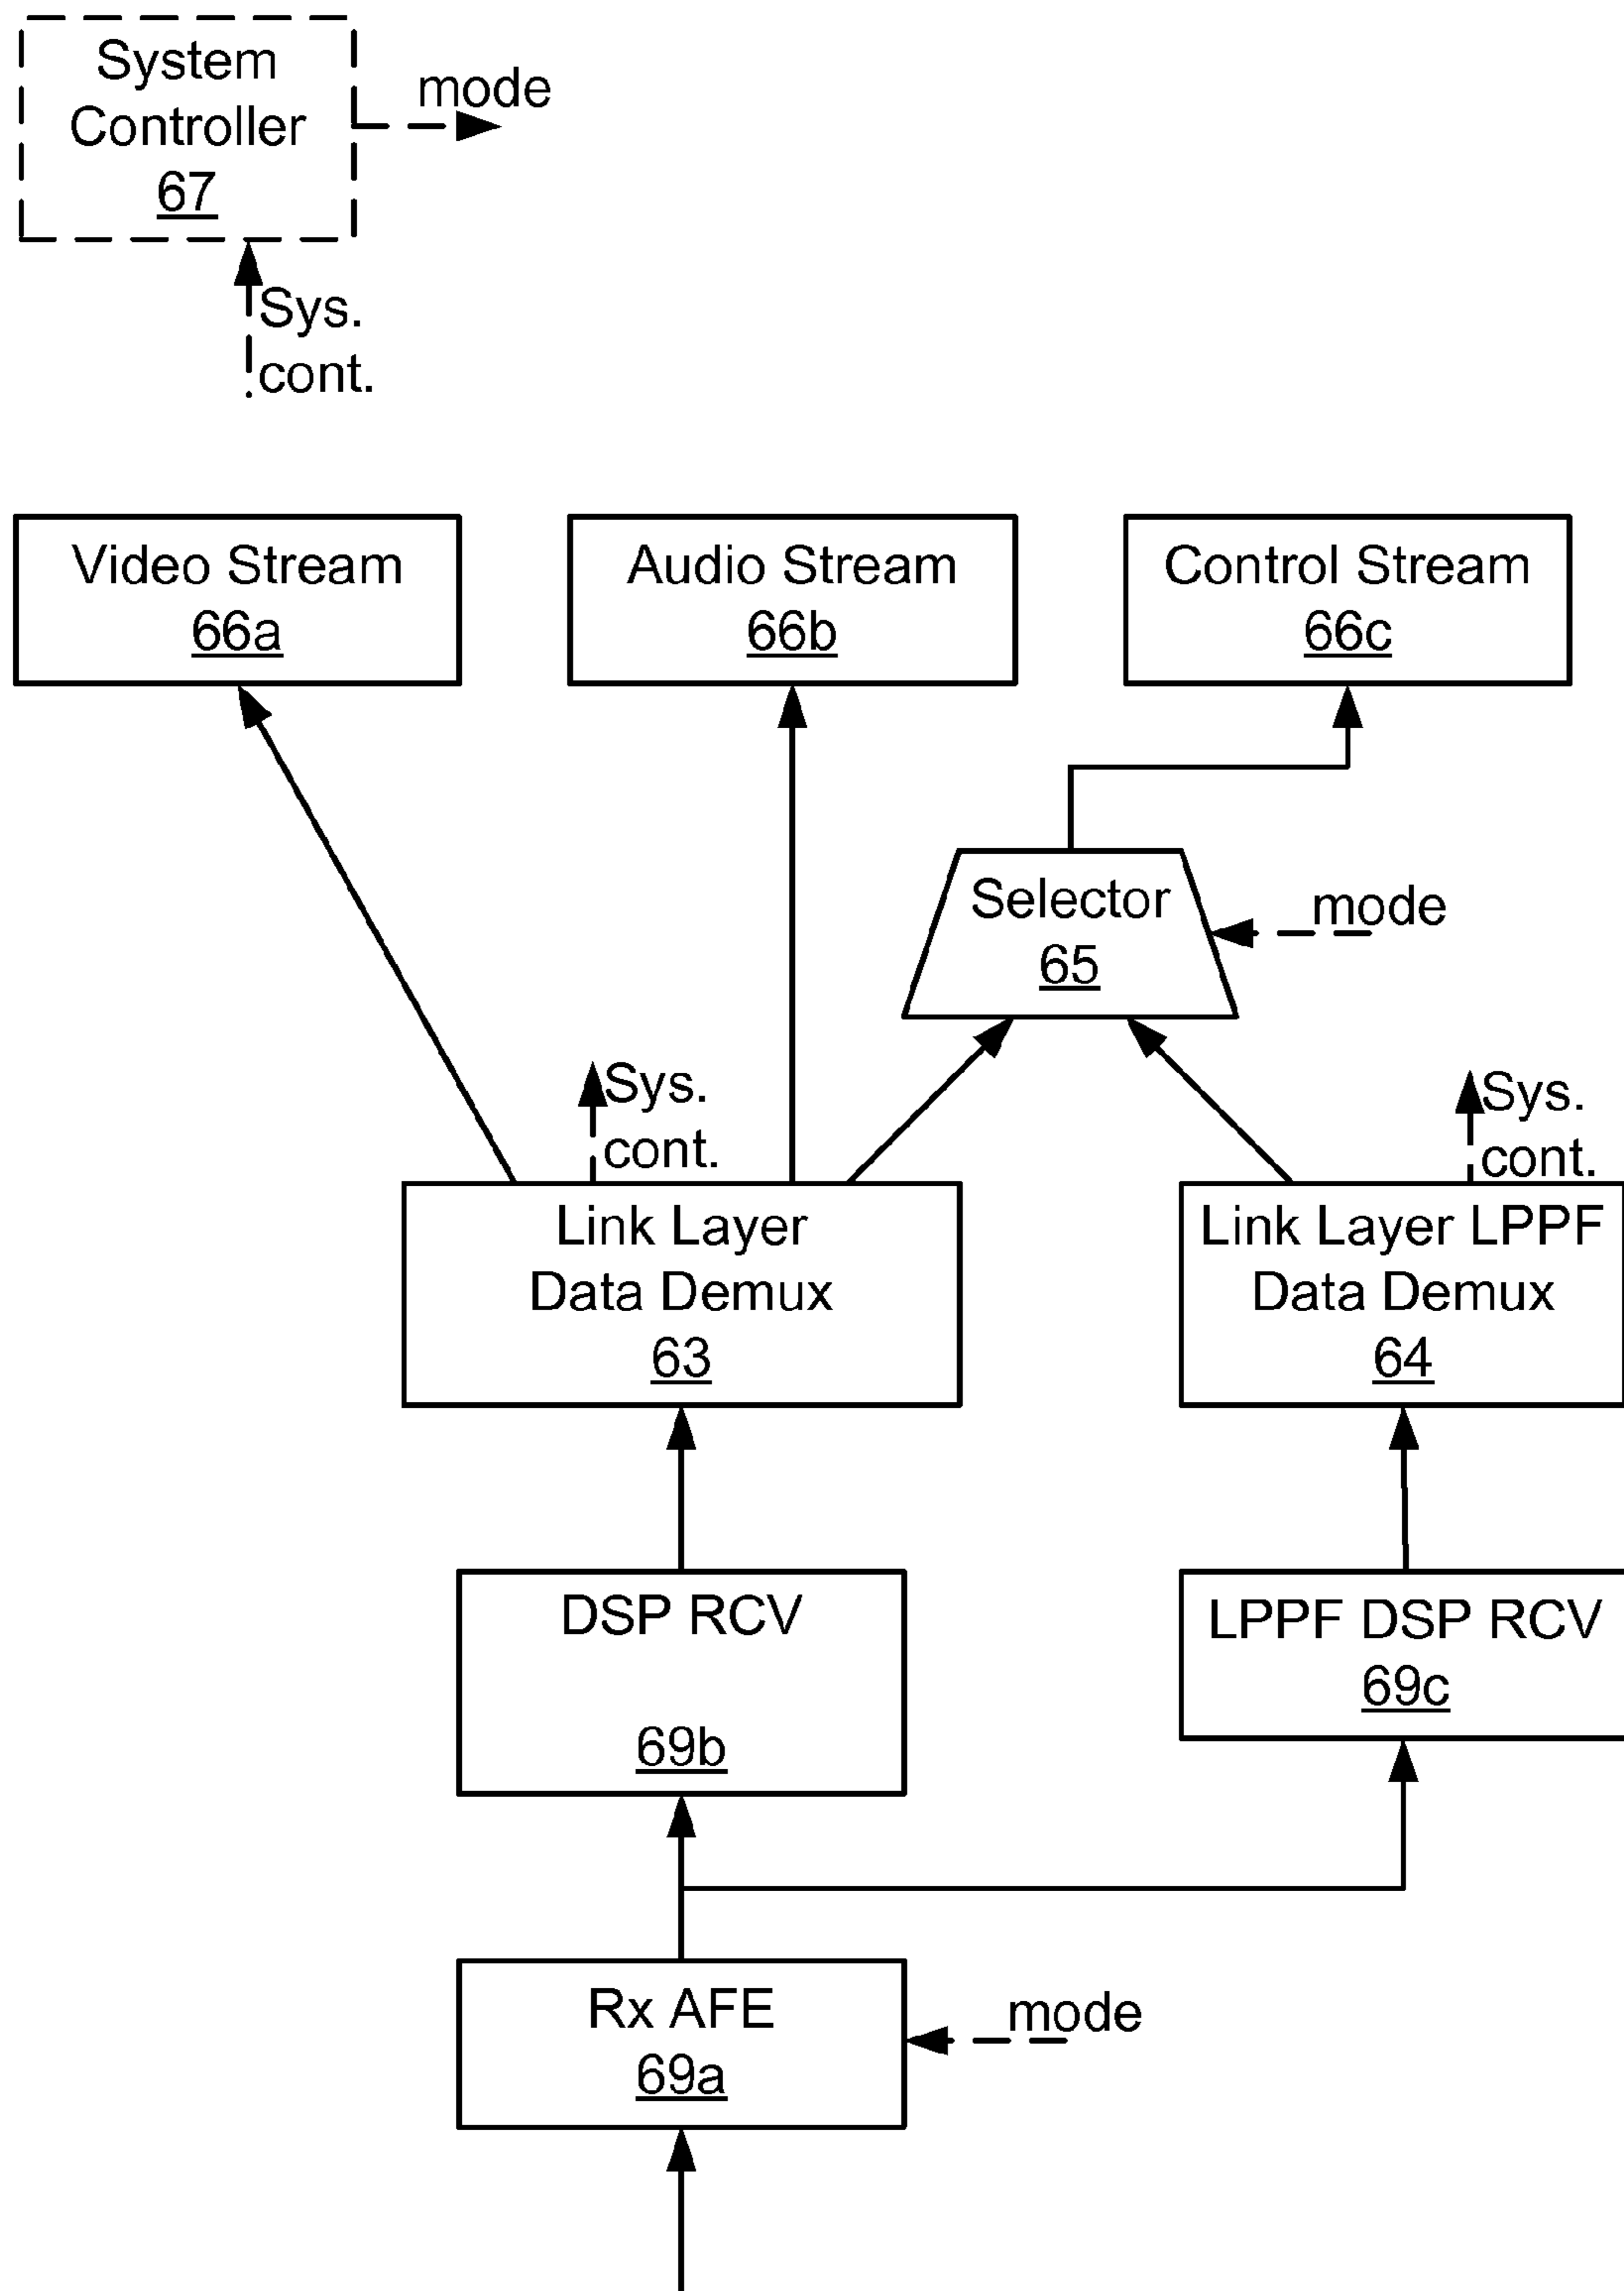 System
Controller
67
mode
Sys.
cont.
Video Stream
66a
Audio Stream
66b
Control Stream
66c
Selector
65
mode
Sys.
cont.
Sys.
cont.
Link Layer
Data Demux
63
Link Layer LPPF
Data Demux
64
DSP RCV
69b
LPPF DSP RCV
69c
Rx AFE
69a
mode